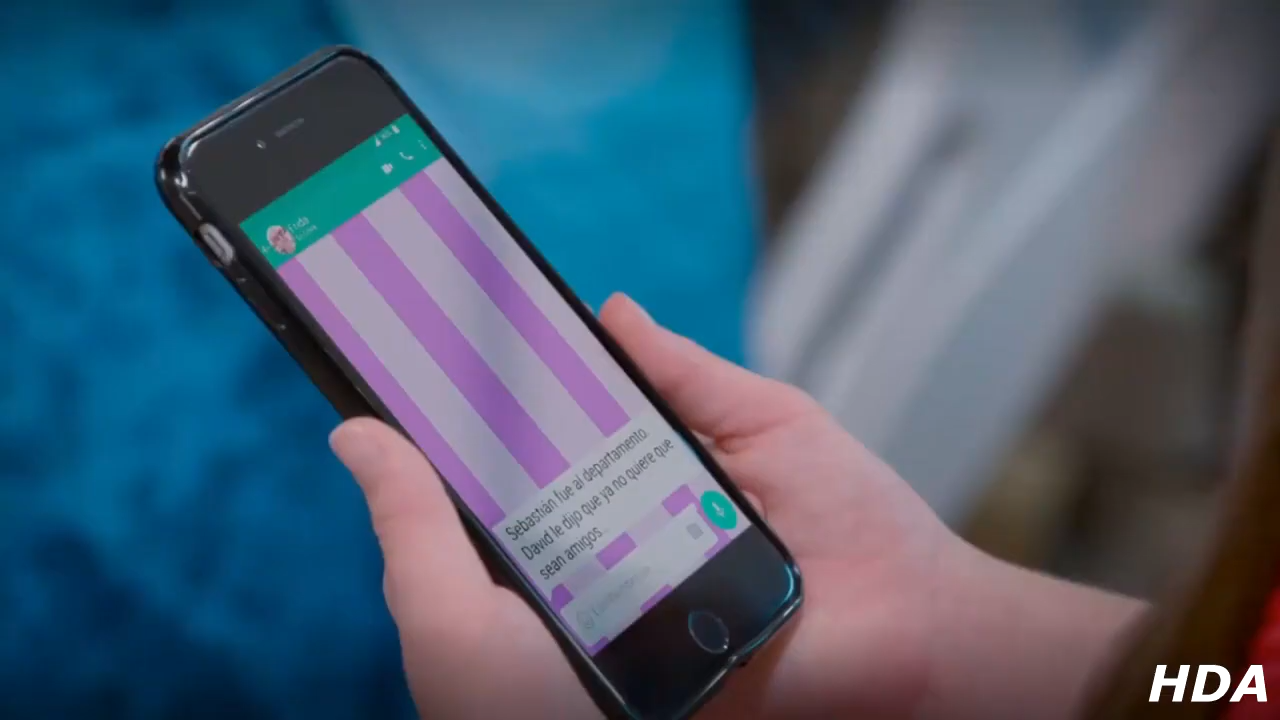 Sebastián fue al departamento
David le dijo que ya no quiere que
sean amigos..
HDA